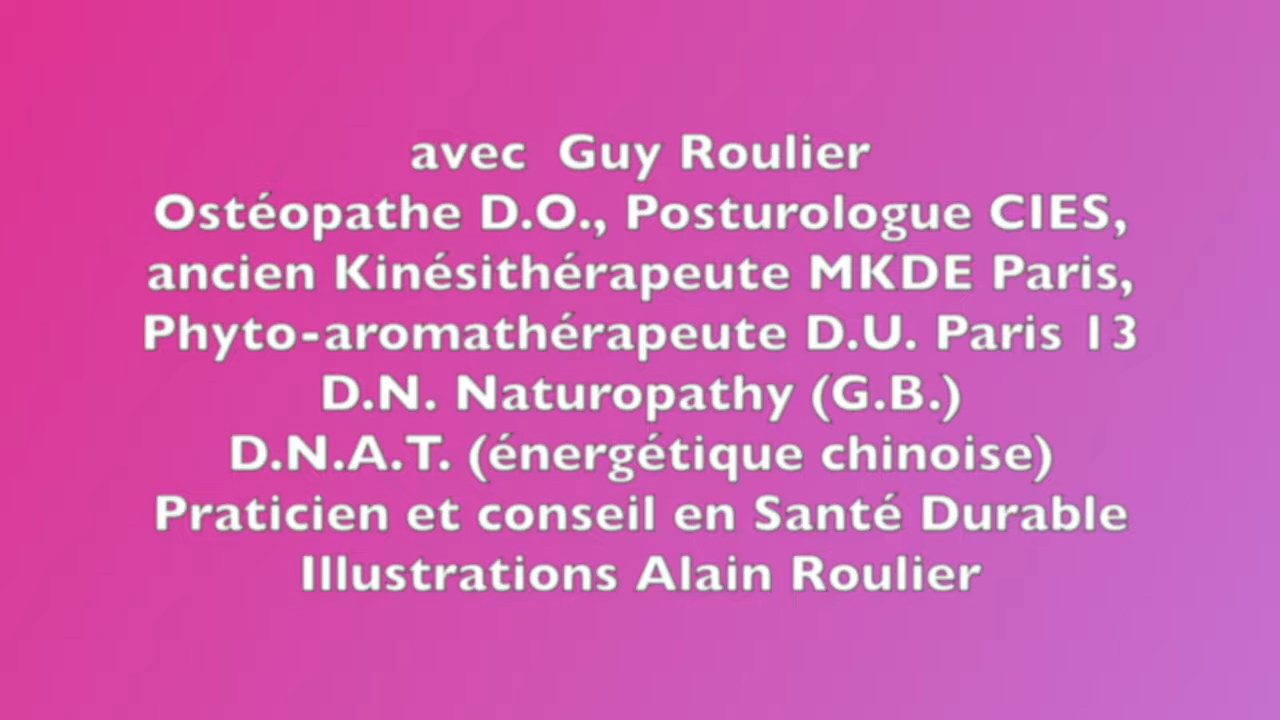 avec  Guy Roulier
Ostéopathe D.O., Posturologue CIES,
ancien Kinésithérapeute MKDE Paris,
Phyto-aromathérapeute D.U. Paris 13
D.N. Naturopathy (G.B.)
D.N.A.T. (énergétique chinoise)
Praticien et conseil en Santé Durable
Illustrations Alain Roulier